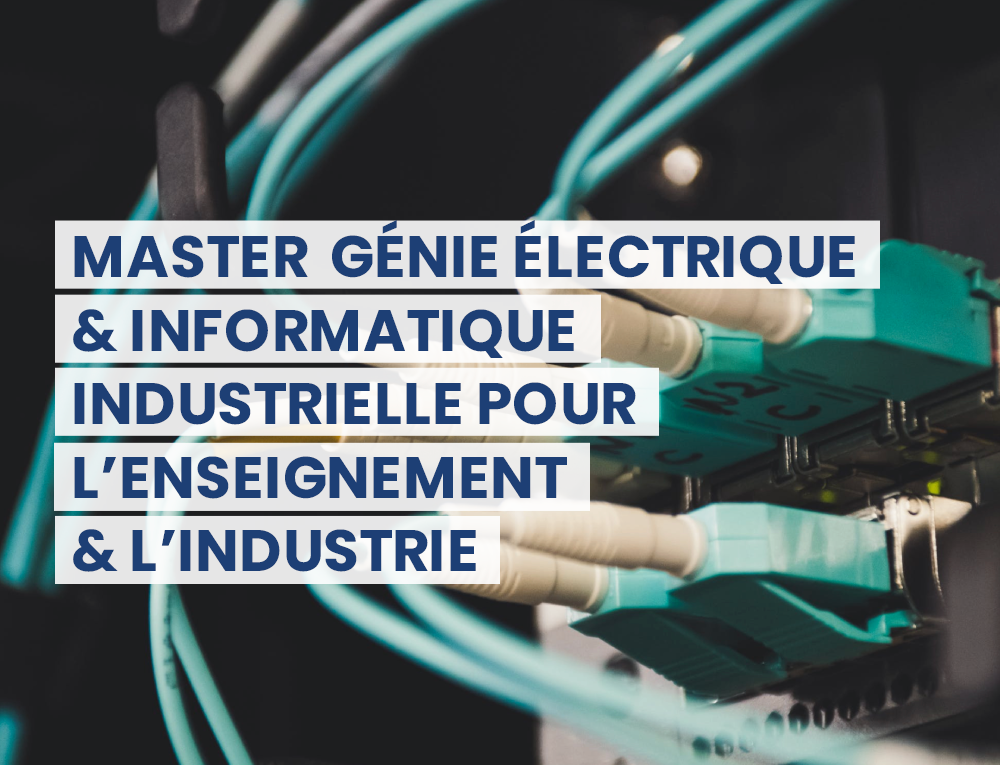 MASTER GÉNIE ÉLECTRIQUE
& INFORMATIQUE
INDUSTRIELLE POUR
L’ENSEIGNEMENT
& L’INDUSTRIE
C
C